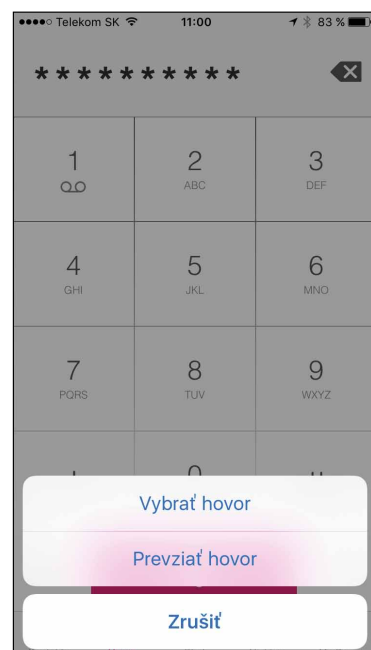 Telekom SK 11:00 83 %
**********
1 2 3
ABC DEF
4 5 6
GHI JKL MNO
7 8 9
PQRS TUV WXYZ
0
Vybrať hovor
Prevziať hovor
Zrušiť